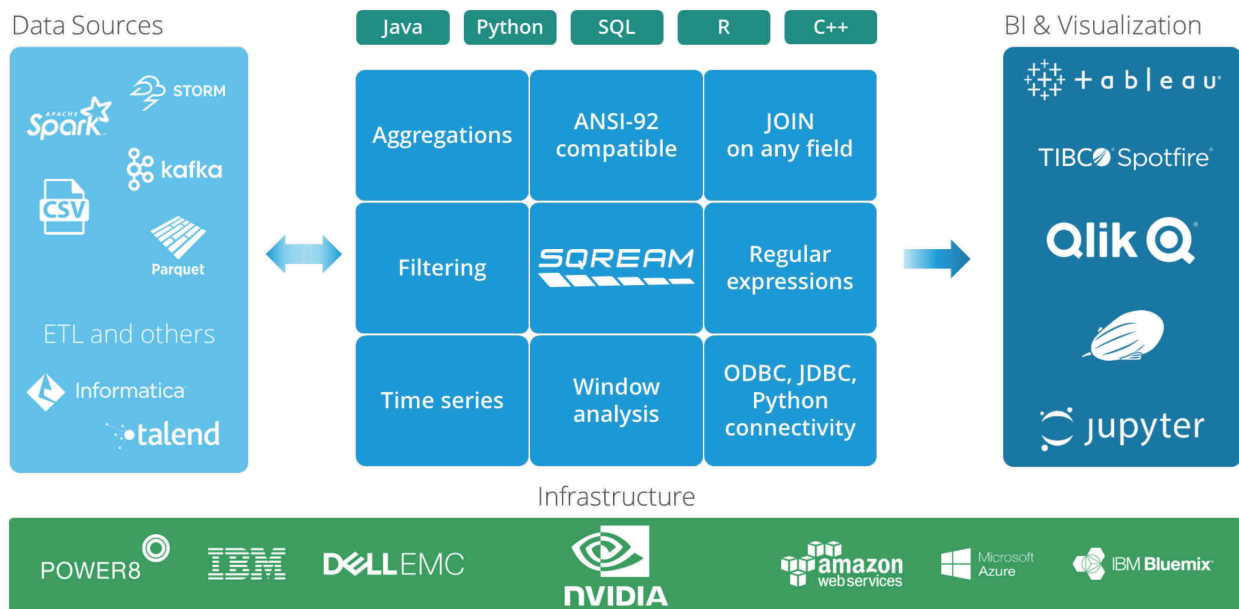 Data Sources
Java
Python
SQL
R
C++
BI & Visualization
STORM
APACHE
Spark
kafka
CSV
Parquet
ETL and others
Informatica
talend
Aggregations
ANSI-92
compatible
JOIN
on any field
Filtering
SQREAM
Regular
expressions
Time series
Window
analysis
ODBC, JDBC,
Python
connectivity
+ a b l e a u
TIBCO Spotfire
Qlik Q
jupyter
Infrastructure
POWER8
IBM
DELL EMC
NVIDIA
amazon
web services
Microsoft
Azure
IBM Bluemix